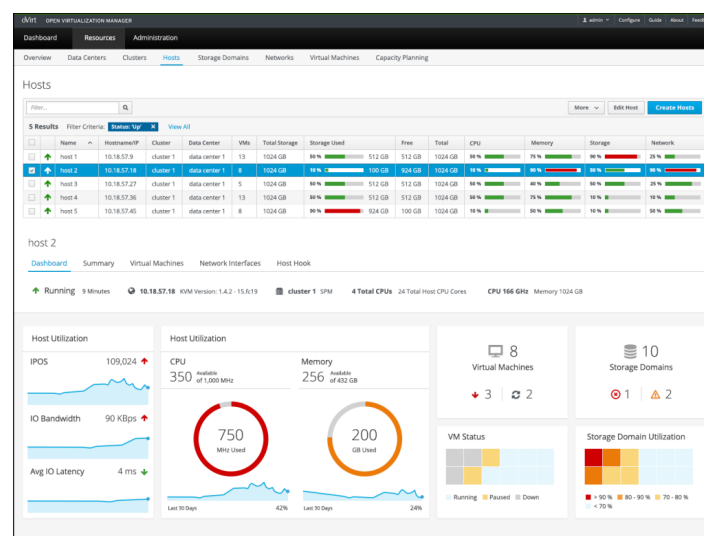 oVirt OPEN VIRTUALIZATION MANAGER admin Configure Guide About
Dashboard Resources Administration
Overview Data Centers Clusters Hosts Storage Domains Networks Virtual Machines Capacity Planning
Hosts
Filter... More Edit Host Create Hosts
5 Results Filter Criteria: Status: 'Up' X View All
Name Hostname/IP Cluster Data Center VMs Total Storage Storage Used Free Total CPU Memory Storage Network
host 1 10.18.57.9 cluster 1 data center 1 13 1024 GB 50 % 512 GB 512 GB 1024 GB 50 % 75 % 90 % 25 %
host 2 10.18.57.18 cluster 1 data center 1 8 1024 GB 10 % 100 GB 924 GB 1024 GB 10 % 90 % 50 % 90 %
host 3 10.18.57.27 cluster 1 data center 1 5 1024 GB 50 % 512 GB 512 GB 1024 GB 50 % 40 % 50 % 25 %
host 4 10.18.57.36 cluster 1 data center 1 13 1024 GB 50 % 512 GB 512 GB 1024 GB 50 % 75 % 10 % 10 %
host 5 10.18.57.45 cluster 1 data center 1 8 1024 GB 90 % 924 GB 100 GB 1024 GB 10 % 50 % 10 % 50 %
host 2
Dashboard Summary Virtual Machines Network Interfaces Host Hook
Running 9 Minutes 10.18.57.18 KVM Version: 1.4.2 - 15.fc19 cluster 1 SPM 4 Total CPUs 24 Total Host CPU Cores CPU 166 GHz Memory 1024 GB
Host Utilization
IPOS 109,024
IO Bandwidth 90 KBps
Avg IO Latency 4 ms
Host Utilization
CPU
350 Available of 1,000 MHz
750
MHz Used
Last 30 Days 42%
Memory
256 Available of 432 GB
200
GB Used
Last 30 Days 24%
8
Virtual Machines
3 2
10
Storage Domains
1 2
VM Status
Running Paused Down
Storage Domain Utilization
> 90 % 80 - 90 % 70 - 80 %
< 70 %